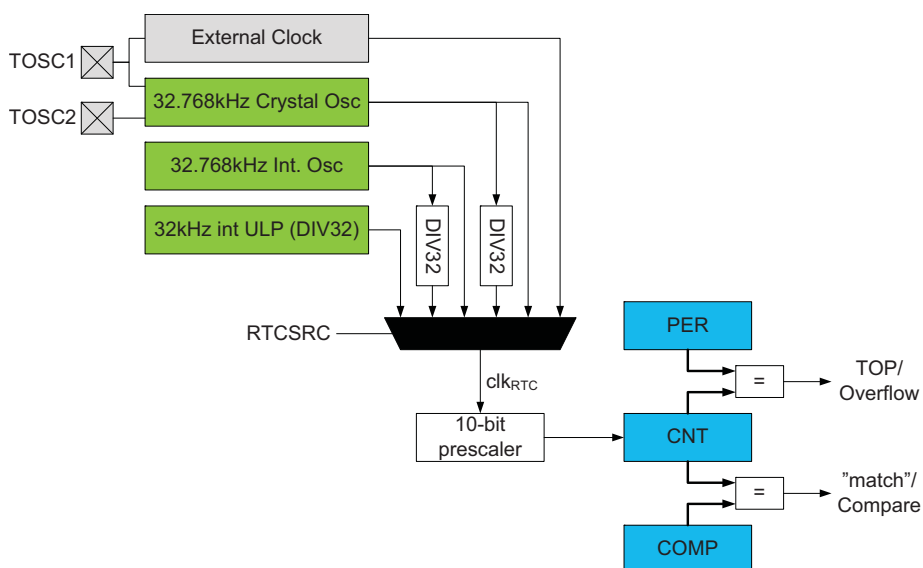 External Clock
TOSC1
32.768kHz Crystal Osc
TOSC2
32.768kHz Int. Osc
32kHz int ULP (DIV32)
DIV32
DIV32
RTCSRC
PER
clkRTC
=
TOP/
Overflow
10-bit
prescaler
CNT
=
"match"/
Compare
COMP